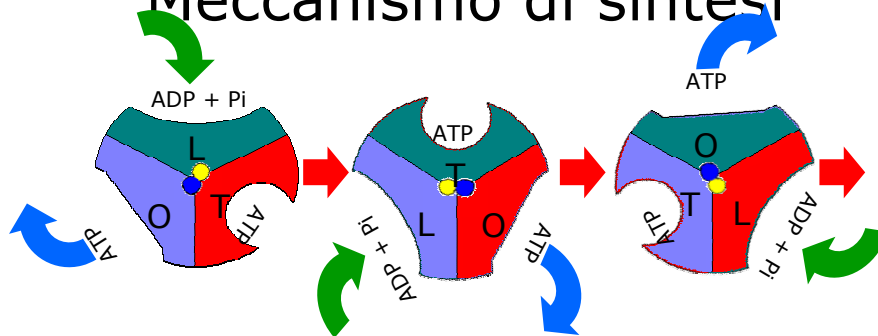 Meccanismo di sintesi
ADP + Pi
L
O
T
ATP
ATP
ATP
T
L
O
ADP + Pi
ATP
ATP
O
T
L
ATP
ADP + Pi